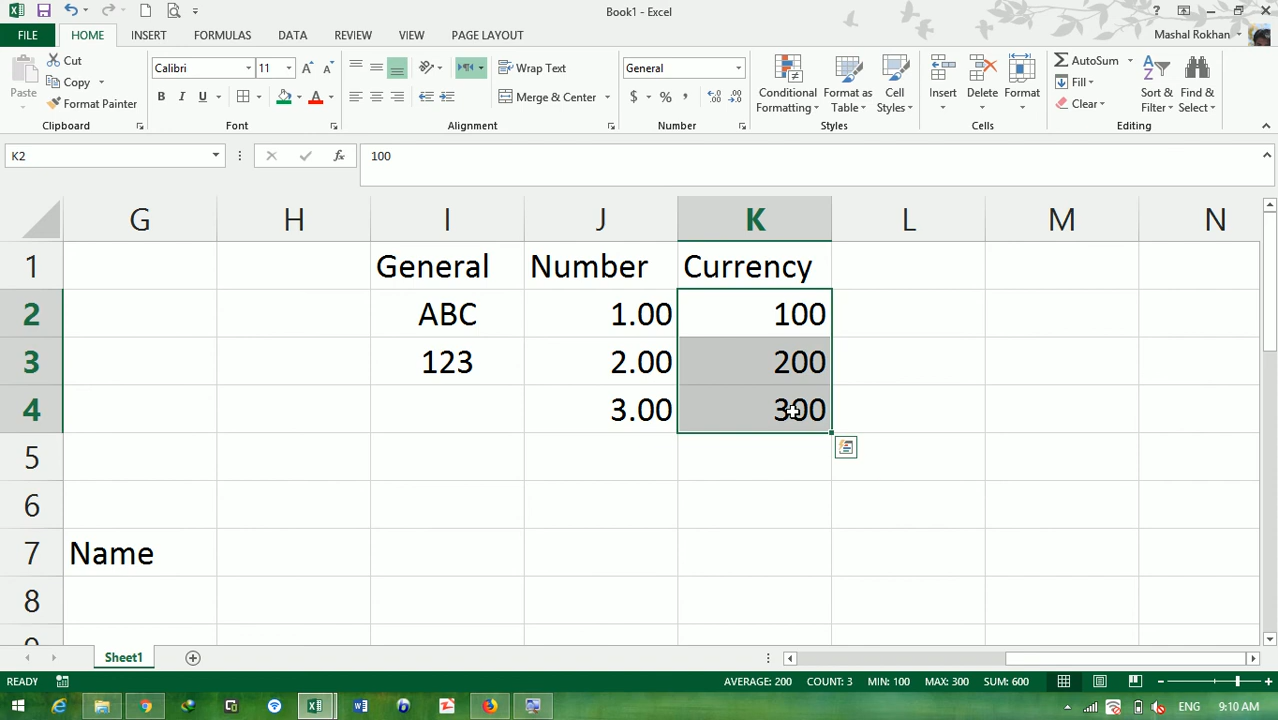 Book1 - Excel
?
FILE HOME INSERT FORMULAS DATA REVIEW VIEW PAGE LAYOUT Mashal Rokhan
Paste
Cut
Copy
Format Painter
Clipboard
Calibri 11
B I U A
Font
Wrap Text
Merge & Center
Alignment
General
$ % ,
Number
Conditional Formatting
Format as Table
Cell Styles
Styles
Insert
Delete
Format
Cells
AutoSum
Fill
Clear
Sort & Filter
Find & Select
Editing
K2 fx 100
G H I J K L M N
1 General Number Currency
2 ABC 1.00 100
3 123 2.00 200
4 3.00 300
5
6
7 Name
8
9
Sheet1
READY AVERAGE: 200 COUNT: 3 MIN: 100 MAX: 300 SUM: 600
ENG 9:10 AM